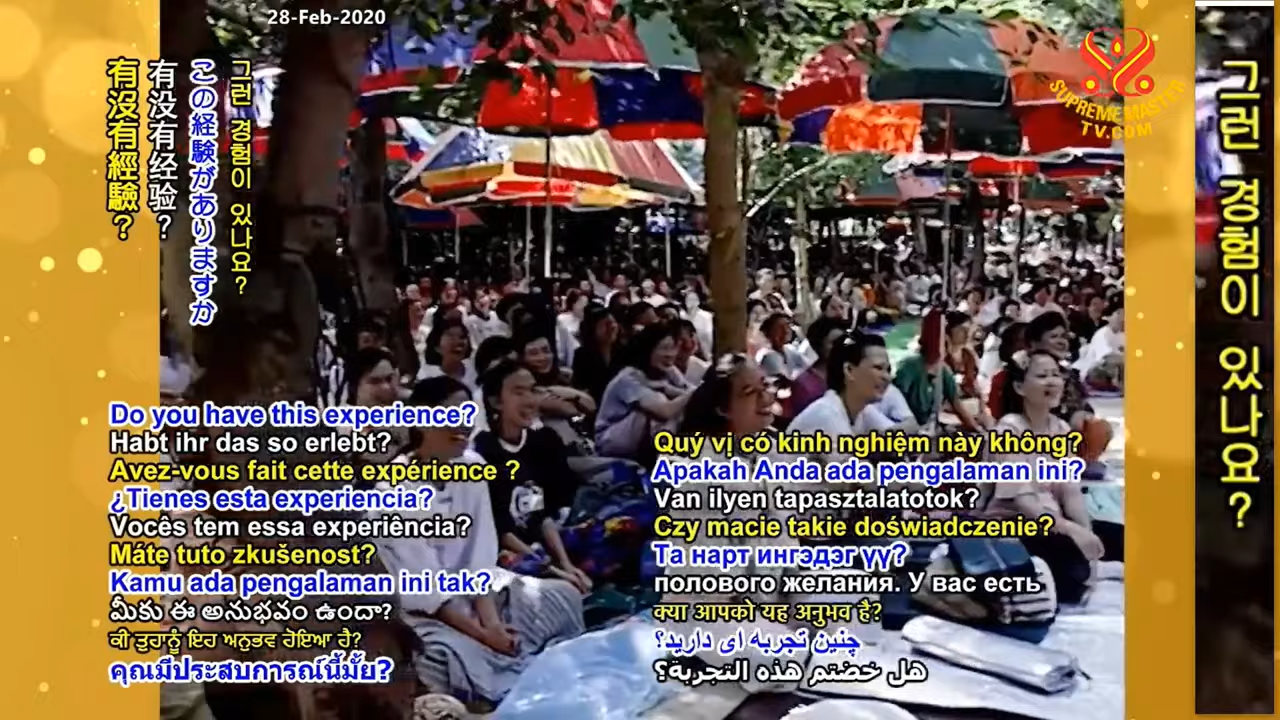 28-Feb-2020
SUPREME MASTER
TV.COM
有沒有經驗？
有没有经验？
この経験がありますか
그런 경험이 있나요?
그런 경험이 있나요?
Do you have this experience?
Habt ihr das so erlebt?
Avez-vous fait cette expérience ?
¿Tienes esta experiencia?
Vocês tem essa experiência?
Máte tuto zkušenost?
Kamu ada pengalaman ini tak?
మీకు ఈ అనుభవం ఉందా?
ਕੀ ਤੁਹਾਨੂੰ ਇਹ ਅਨੁਭਵ ਹੋਇਆ ਹੈ?
คุณมีประสบการณ์นี้มั้ย?
Quý vị có kinh nghiệm này không?
Apakah Anda ada pengalaman ini?
Van ilyen tapasztalatotok?
Czy macie takie doświadczenie?
Та нарт ингэдэг үү?
полового желания. У вас есть
क्या आपको यह अनुभव है?
چنین تجربه ای دارید؟
هل خضتم هذه التجربة؟